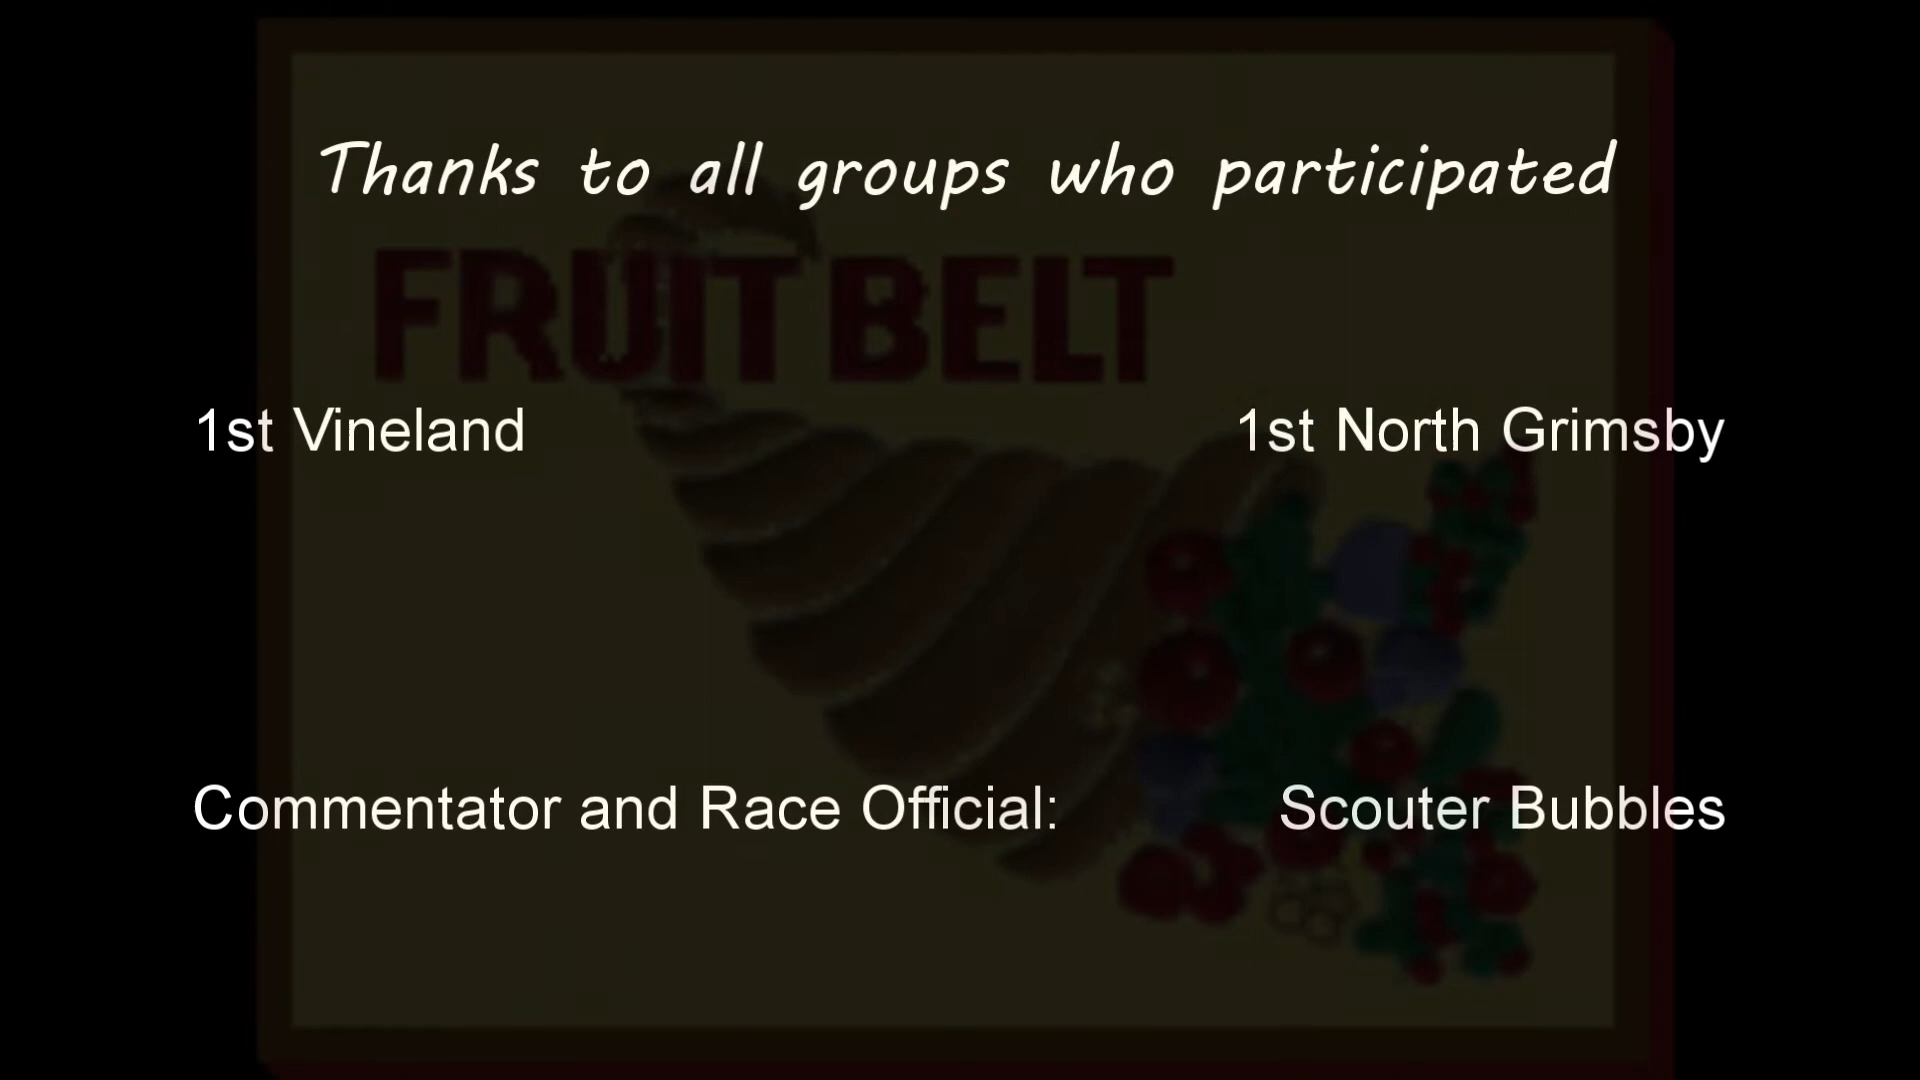 Thanks to all groups who participated
FRUIT BELT
1st Vineland
1st North Grimsby
Commentator and Race Official:
Scouter Bubbles